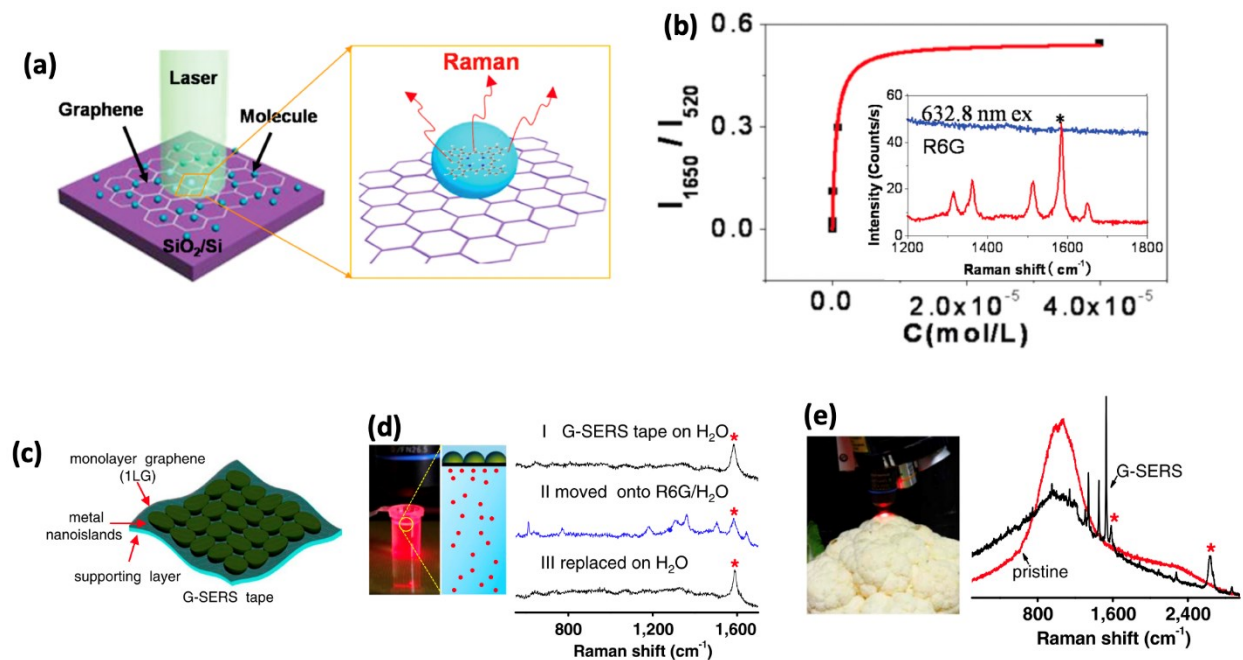 (a)
Laser
Graphene
Molecule
SiO₂/Si
Raman
(b)
I₁₆₅₀ / I₅₂₀
0.6
0.3
0.0
0.0
2.0x10⁻⁵
4.0x10⁻⁵
C(mol/L)
632.8 nm ex
R6G
*
Intensity (Counts/s)
60
40
20
0
1200
1400
1600
1800
Raman shift( cm⁻¹)
(c)
monolayer graphene
(1LG)
metal
nanoislands
supporting layer
G-SERS tape
(d)
I G-SERS tape on H₂O
*
II moved onto R6G/H₂O
*
III replaced on H₂O
*
800
1,200
1,600
Raman shift (cm⁻¹)
(e)
G-SERS
*
*
pristine
800
1,600
2,400
Raman shift (cm⁻¹)